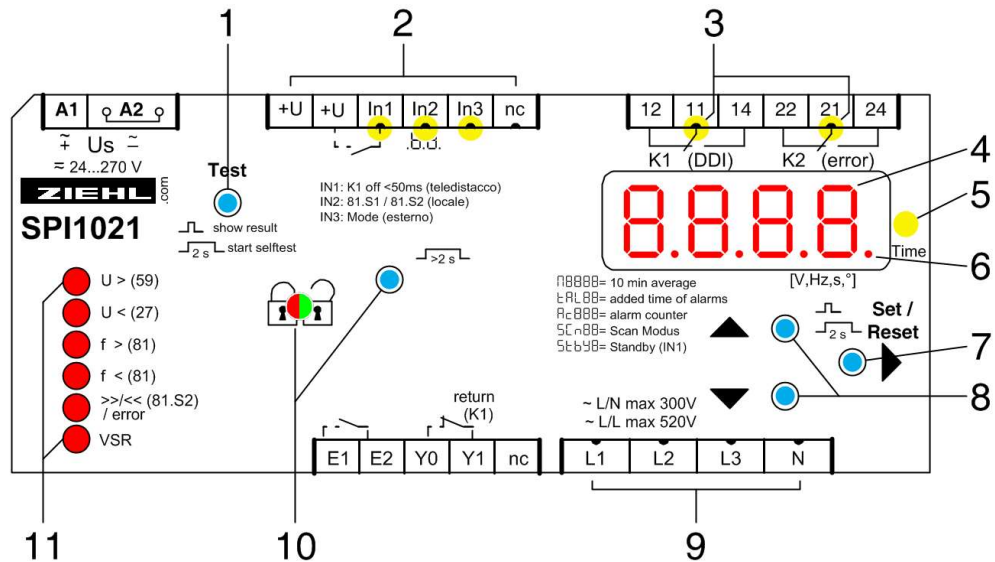 1
2
3
A1
A2
+U
+U
In1
In2
In3
nc
12
11
14
22
21
24
Us
24...270 V
K1 (DDI)
K2 (error)
ZIEHL.com
SPI1021
Test
show result
2 s start selftest
IN1: K1 off <50ms (teledistacco)
IN2: 81.S1 / 81.S2 (locale)
IN3: Mode (esterno)
>2 s
8.8.8.8.
Time
4
5
6
[V,Hz,s,°]
= 10 min average
= added time of alarms
= alarm counter
= Scan Modus
= Standby (IN1)
Set /
2 s Reset
7
8
U > (59)
U < (27)
f > (81)
f < (81)
>>/<< (81.S2)
/ error
VSR
return
(K1)
~ L/N max 300V
~ L/L max 520V
E1
E2
Y0
Y1
nc
L1
L2
L3
N
11
10
9